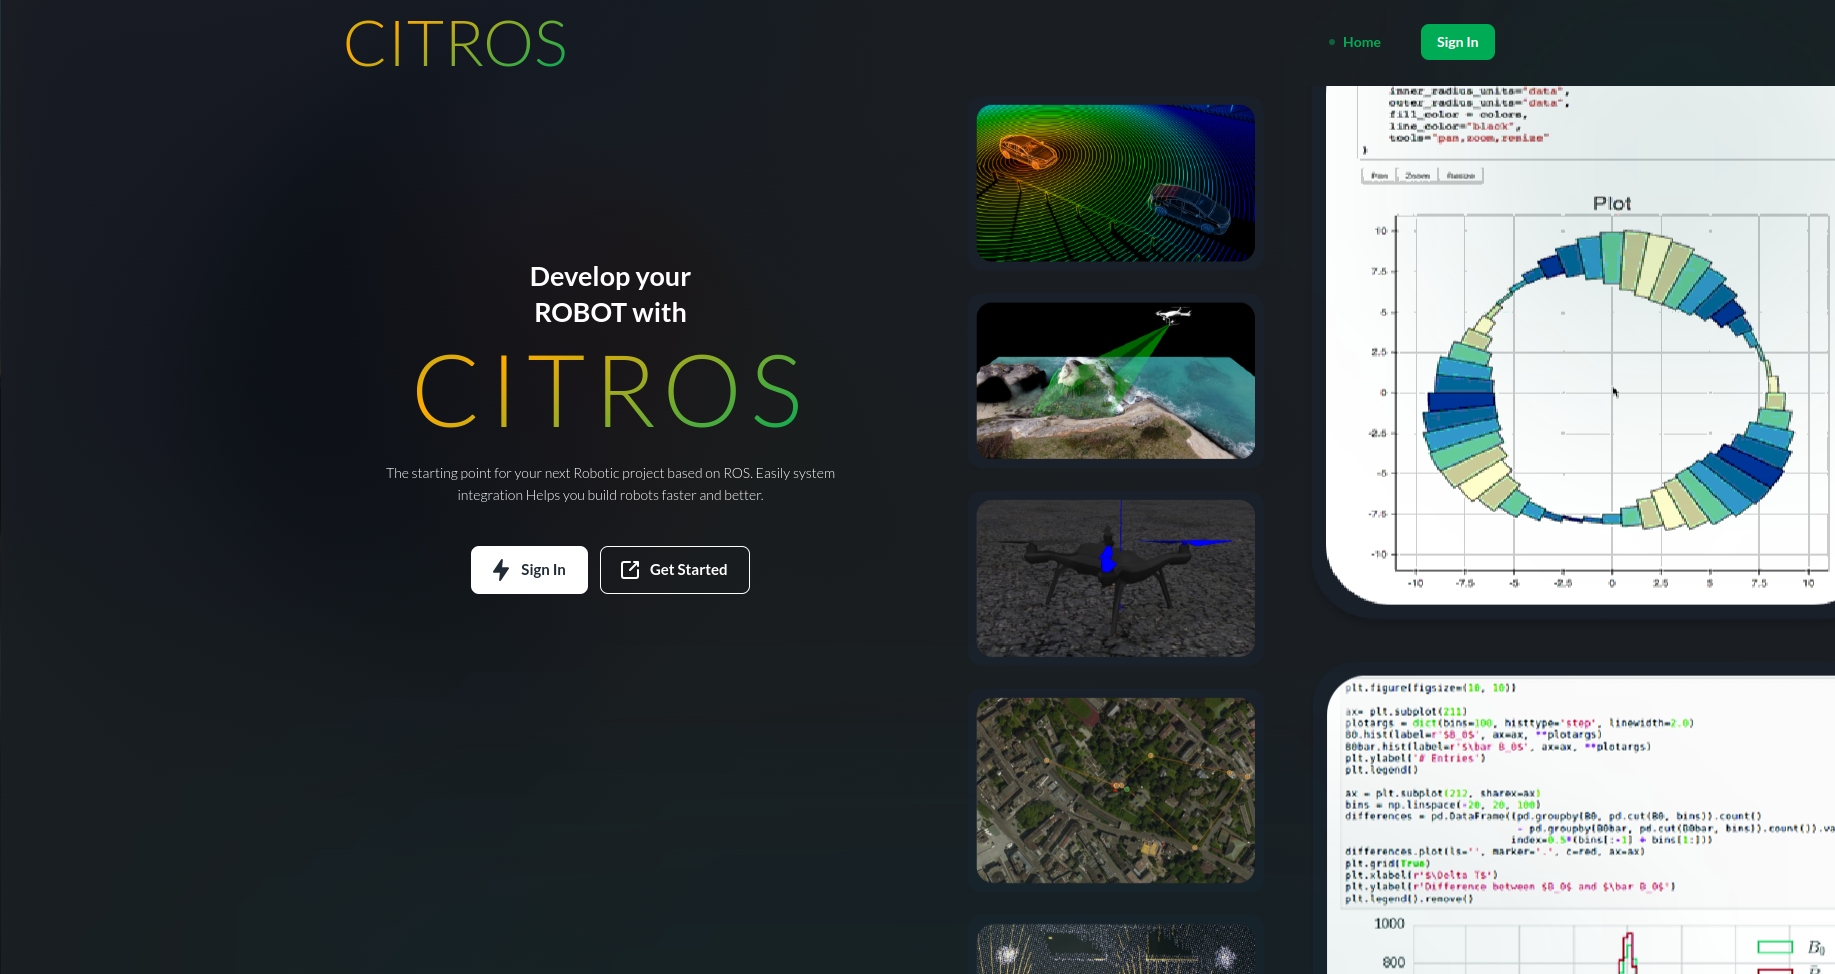 CITROS
Home
Sign In
Develop your
ROBOT with
CITROS
The starting point for your next Robotic project based on ROS. Easily system
integration Helps you build robots faster and better.
Sign In
Get Started
inner_radius_units="data",
outer_radius_units="data",
fill_color = colors,
line_color="black",
tools="pan,zoom,resize"
)
Pan Zoom Resize
Plot
10
7.5
5
2.5
0
-2.5
-5
-7.5
-10
-10 -7.5 -5 -2.5 0 2.5 5 7.5 10
plt.figure(figsize=(10, 10))
ax= plt.subplot(211)
plotargs = dict(bins=100, histtype='step', linewidth=2.0)
B0.hist(label=r'$B_0$', ax=ax, **plotargs)
B0bar.hist(label=r'$\bar B_0$', ax=ax, **plotargs)
plt.ylabel('# Entries')
plt.legend()
ax = plt.subplot(212, sharex=ax)
bins = np.linspace(-20, 20, 100)
differences = pd.DataFrame((pd.groupby(B0, pd.cut(B0, bins)).count()
- pd.groupby(B0bar, pd.cut(B0bar, bins)).count()).va
index=0.5*(bins[:-1] + bins[1:]))
differences.plot(ls='', marker='.', c=red, ax=ax)
plt.grid(True)
plt.xlabel(r'$\Delta T$')
plt.ylabel(r'Difference between $B_0$ and $\bar B_0$')
plt.legend().remove()
1000
800
B0